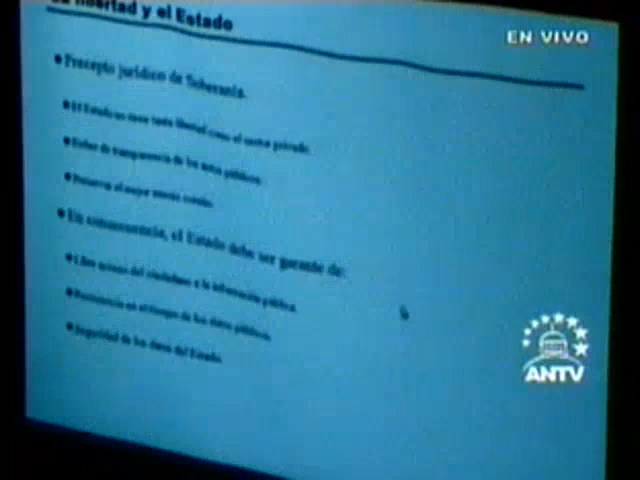 La libertad y el Estado
EN VIVO
Precepto jurídico de Soberanía.
El Estado no tiene tanta libertad como el sector privado.
Deber de transparencia de los actos públicos.
Preservar el mejor interés común.
En consecuencia, el Estado debe ser garante de:
Libre acceso del ciudadano a la información pública.
Persistencia en el tiempo de los datos públicos.
Seguridad de los datos del Estado.
ANTV